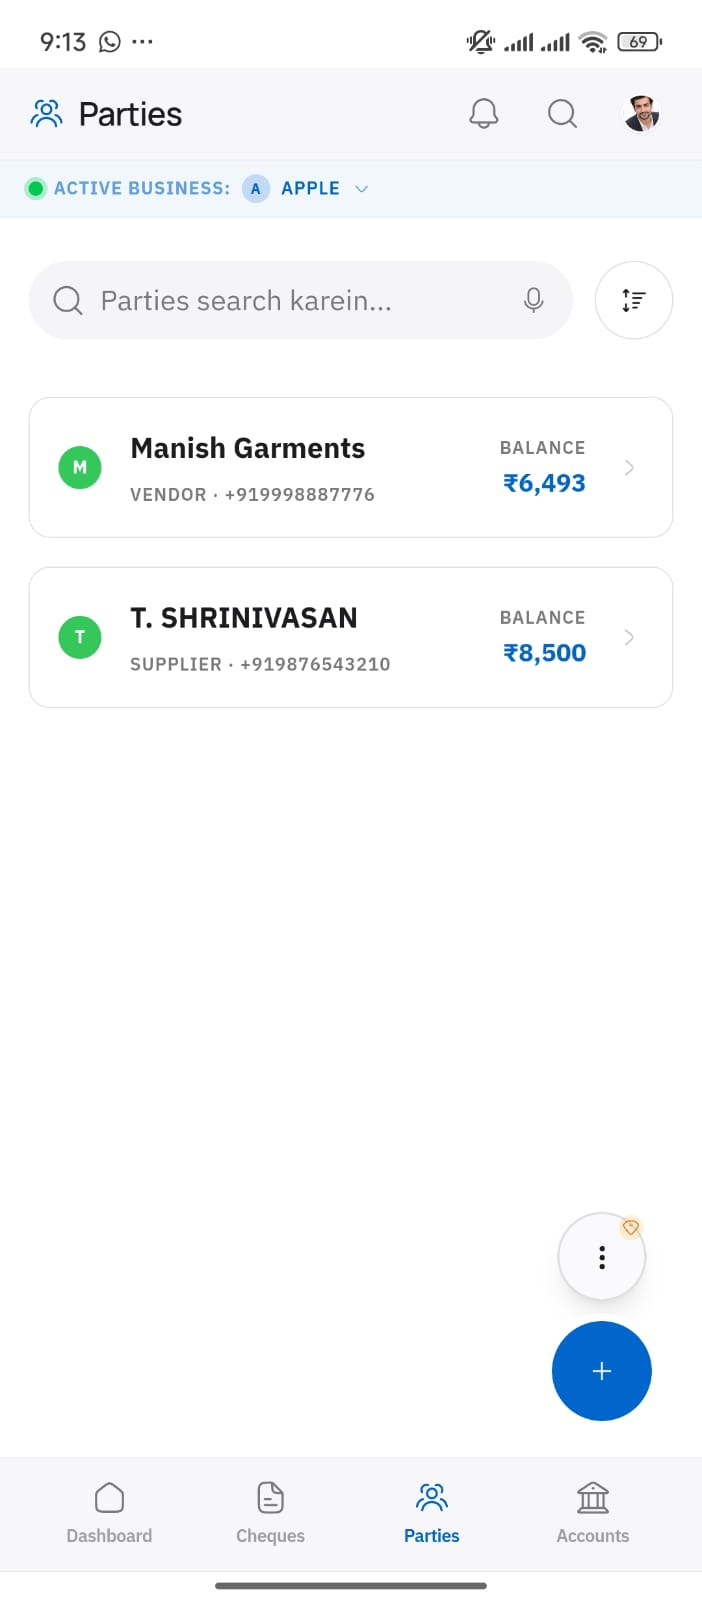 9:13
69
Parties
ACTIVE BUSINESS: A APPLE
Parties search karein...
M
Manish Garments
VENDOR · +919998887776
BALANCE
₹6,493
T
T. SHRINIVASAN
SUPPLIER · +919876543210
BALANCE
₹8,500
Dashboard
Cheques
Parties
Accounts